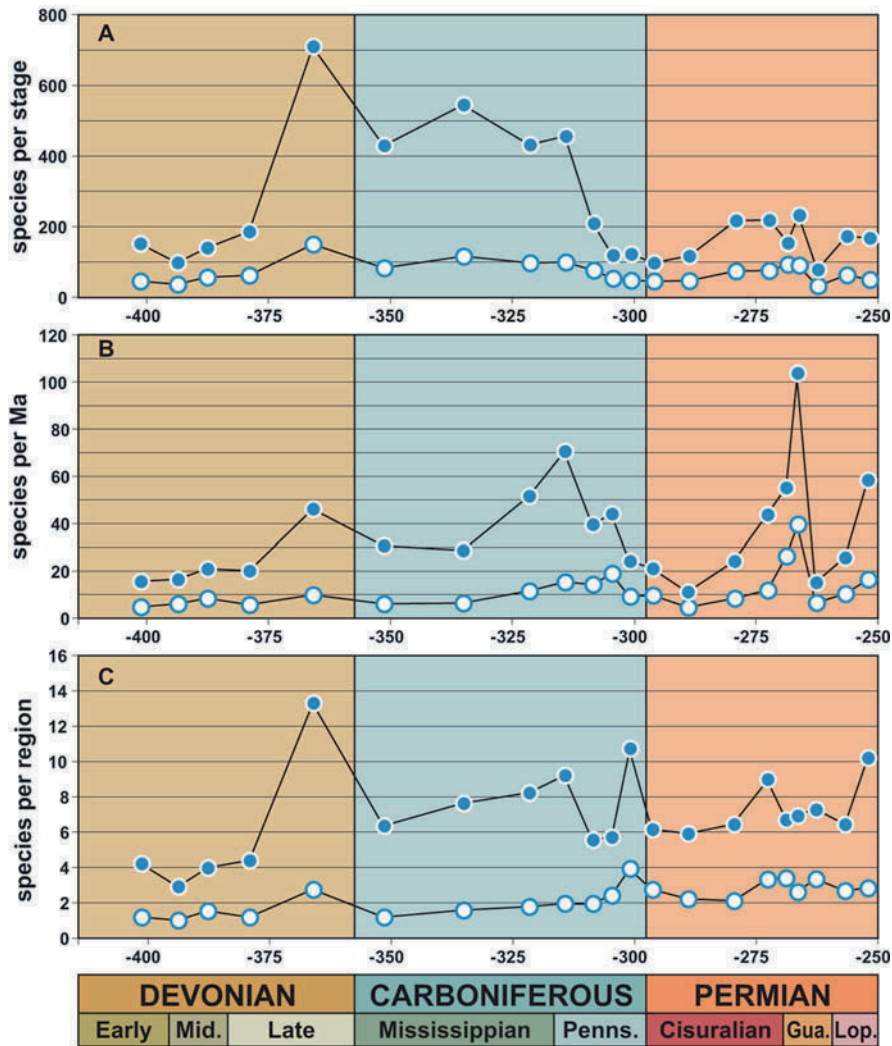 A
species per stage
800
600
400
200
0
-400 -375 -350 -325 -300 -275 -250
B
species per Ma
120
100
80
60
40
20
0
-400 -375 -350 -325 -300 -275 -250
C
species per region
16
14
12
10
8
6
4
2
0
-400 -375 -350 -325 -300 -275 -250
DEVONIAN CARBONIFEROUS PERMIAN
Early Mid. Late Mississippian Penns. Cisuralian Gua. Lop.